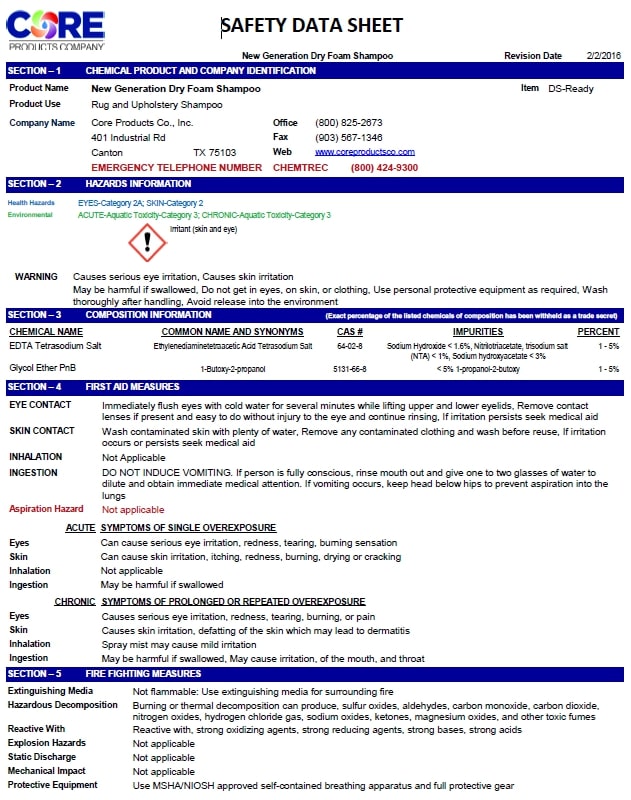 CORE
PRODUCTS COMPANY
SAFETY DATA SHEET
New Generation Dry Foam Shampoo Revision Date 2/2/2016
SECTION – 1 CHEMICAL PRODUCT AND COMPANY IDENTIFICATION
Product Name New Generation Dry Foam Shampoo Item DS-Ready
Product Use Rug and Upholstery Shampoo
Company Name Core Products Co., Inc. Office (800) 825-2673
401 Industrial Rd Fax (903) 567-1346
Canton TX 75103 Web www.coreproductsco.com
EMERGENCY TELEPHONE NUMBER CHEMTREC (800) 424-9300
SECTION – 2 HAZARDS INFORMATION
Health Hazards EYES-Category 2A; SKIN-Category 2
Environmental ACUTE-Aquatic Toxicity-Category 3; CHRONIC-Aquatic Toxicity-Category 3
Irritant (skin and eye)
WARNING Causes serious eye irritation, Causes skin irritation
May be harmful if swallowed, Do not get in eyes, on skin, or clothing, Use personal protective equipment as required, Wash
thoroughly after handling, Avoid release into the environment
SECTION – 3 COMPOSITION INFORMATION (Exact percentage of the listed chemicals of composition has been withheld as a trade secret)
CHEMICAL NAME COMMON NAME AND SYNONYMS CAS # IMPURITIES PERCENT
EDTA Tetrasodium Salt Ethylenediaminetetraacetic Acid Tetrasodium Salt 64-02-8 Sodium Hydroxide < 1.6%, Nitrilotriacetate, trisodium salt 1 - 5%
(NTA) < 1%, Sodium hydroxyacetate < 3%
Glycol Ether PnB 1-Butoxy-2-propanol 5131-66-8 < 5% 1-propanol-2-butoxy 1 - 5%
SECTION – 4 FIRST AID MEASURES
EYE CONTACT Immediately flush eyes with cold water for several minutes while lifting upper and lower eyelids, Remove contact
lenses if present and easy to do without injury to the eye and continue rinsing, If irritation persists seek medical aid
SKIN CONTACT Wash contaminated skin with plenty of water, Remove any contaminated clothing and wash before reuse, If irritation
occurs or persists seek medical aid
INHALATION Not Applicable
INGESTION DO NOT INDUCE VOMITING. If person is fully conscious, rinse mouth out and give one to two glasses of water to
dilute and obtain immediate medical attention. If vomiting occurs, keep head below hips to prevent aspiration into the
lungs
Aspiration Hazard Not applicable
ACUTE SYMPTOMS OF SINGLE OVEREXPOSURE
Eyes Can cause serious eye irritation, redness, tearing, burning sensation
Skin Can cause skin irritation, itching, redness, burning, drying or cracking
Inhalation Not applicable
Ingestion May be harmful if swallowed
CHRONIC SYMPTOMS OF PROLONGED OR REPEATED OVEREXPOSURE
Eyes Causes serious eye irritation, redness, tearing, burning, or pain
Skin Causes skin irritation, defatting of the skin which may lead to dermatitis
Inhalation Spray mist may cause mild irritation
Ingestion May be harmful if swallowed, May cause irritation, of the mouth, and throat
SECTION – 5 FIRE FIGHTING MEASURES
Extinguishing Media Not flammable: Use extinguishing media for surrounding fire
Hazardous Decomposition Burning or thermal decomposition can produce, sulfur oxides, aldehydes, carbon monoxide, carbon dioxide,
nitrogen oxides, hydrogen chloride gas, sodium oxides, ketones, magnesium oxides, and other toxic fumes
Reactive With Reactive with, strong oxidizing agents, strong reducing agents, strong bases, strong acids
Explosion Hazards Not applicable
Static Discharge Not applicable
Mechanical Impact Not applicable
Protective Equipment Use MSHA/NIOSH approved self-contained breathing apparatus and full protective gear